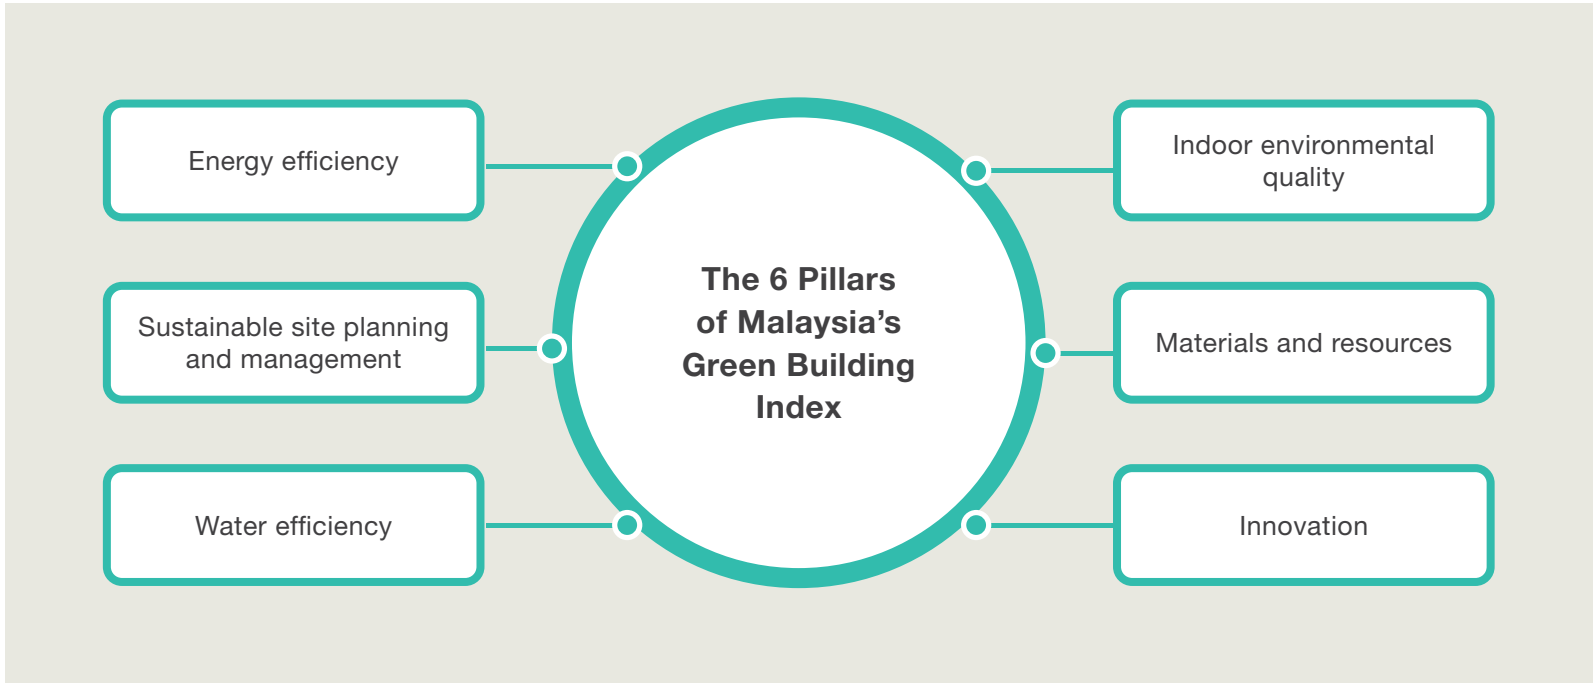 Energy efficiency
Sustainable site planning
and management
Water efficiency
The 6 Pillars
of Malaysia’s
Green Building
Index
Indoor environmental
quality
Materials and resources
Innovation